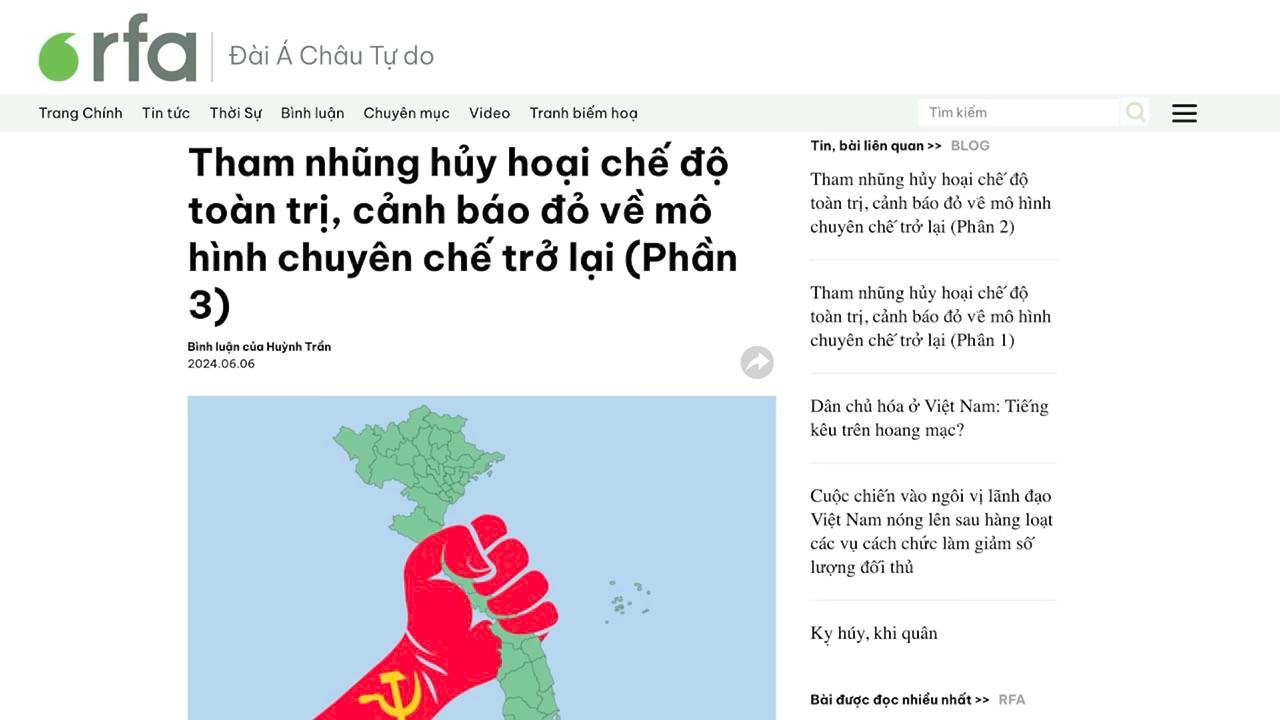 rfa
Đài Á Châu Tự do
Trang Chính Tin tức Thời Sự Bình luận Chuyên mục Video Tranh biếm hoạ
Tìm kiếm
Tham nhũng hủy hoại chế độ
toàn trị, cảnh báo đỏ về mô
hình chuyên chế trở lại (Phần
3)
Bình luận của Huỳnh Trần
2024.06.06
Tin, bài liên quan >> BLOG
Tham nhũng hủy hoại chế độ
toàn trị, cảnh báo đỏ về mô hình
chuyên chế trở lại (Phần 2)
Tham nhũng hủy hoại chế độ
toàn trị, cảnh báo đỏ về mô hình
chuyên chế trở lại (Phần 1)
Dân chủ hóa ở Việt Nam: Tiếng
kêu trên hoang mạc?
Cuộc chiến vào ngôi vị lãnh đạo
Việt Nam nóng lên sau hàng loạt
các vụ cách chức làm giảm số
lượng đối thủ
Kỵ húy, khi quân
Bài được đọc nhiều nhất >> RFA